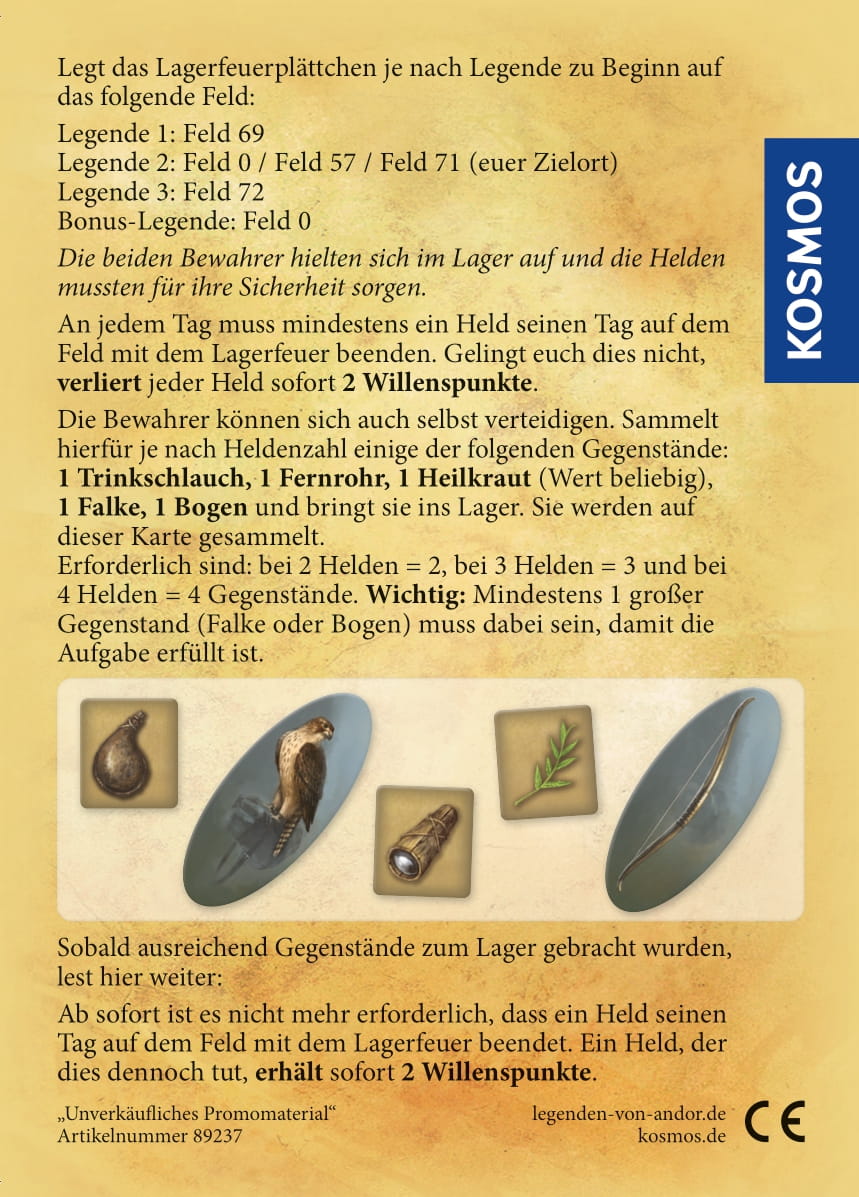 Legt das Lagerfeuerplättchen je nach Legende zu Beginn auf
das folgende Feld:
Legende 1: Feld 69
Legende 2: Feld 0 / Feld 57 / Feld 71 (euer Zielort)
Legende 3: Feld 72
Bonus-Legende: Feld 0
Die beiden Bewahrer hielten sich im Lager auf und die Helden
mussten für ihre Sicherheit sorgen.
An jedem Tag muss mindestens ein Held seinen Tag auf dem
Feld mit dem Lagerfeuer beenden. Gelingt euch dies nicht,
verliert jeder Held sofort 2 Willenspunkte.
Die Bewahrer können sich auch selbst verteidigen. Sammelt
hierfür je nach Heldenzahl einige der folgenden Gegenstände:
1 Trinkschlauch, 1 Fernrohr, 1 Heilkraut (Wert beliebig),
1 Falke, 1 Bogen und bringt sie ins Lager. Sie werden auf
dieser Karte gesammelt.
Erforderlich sind: bei 2 Helden = 2, bei 3 Helden = 3 und bei
4 Helden = 4 Gegenstände. Wichtig: Mindestens 1 großer
Gegenstand (Falke oder Bogen) muss dabei sein, damit die
Aufgabe erfüllt ist.
Sobald ausreichend Gegenstände zum Lager gebracht wurden,
lest hier weiter:
Ab sofort ist es nicht mehr erforderlich, dass ein Held seinen
Tag auf dem Feld mit dem Lagerfeuer beendet. Ein Held, der
dies dennoch tut, erhält sofort 2 Willenspunkte.
„Unverkäufliches Promomaterial“
Artikelnummer 89237
legenden-von-andor.de
kosmos.de
CE
KOSMOS